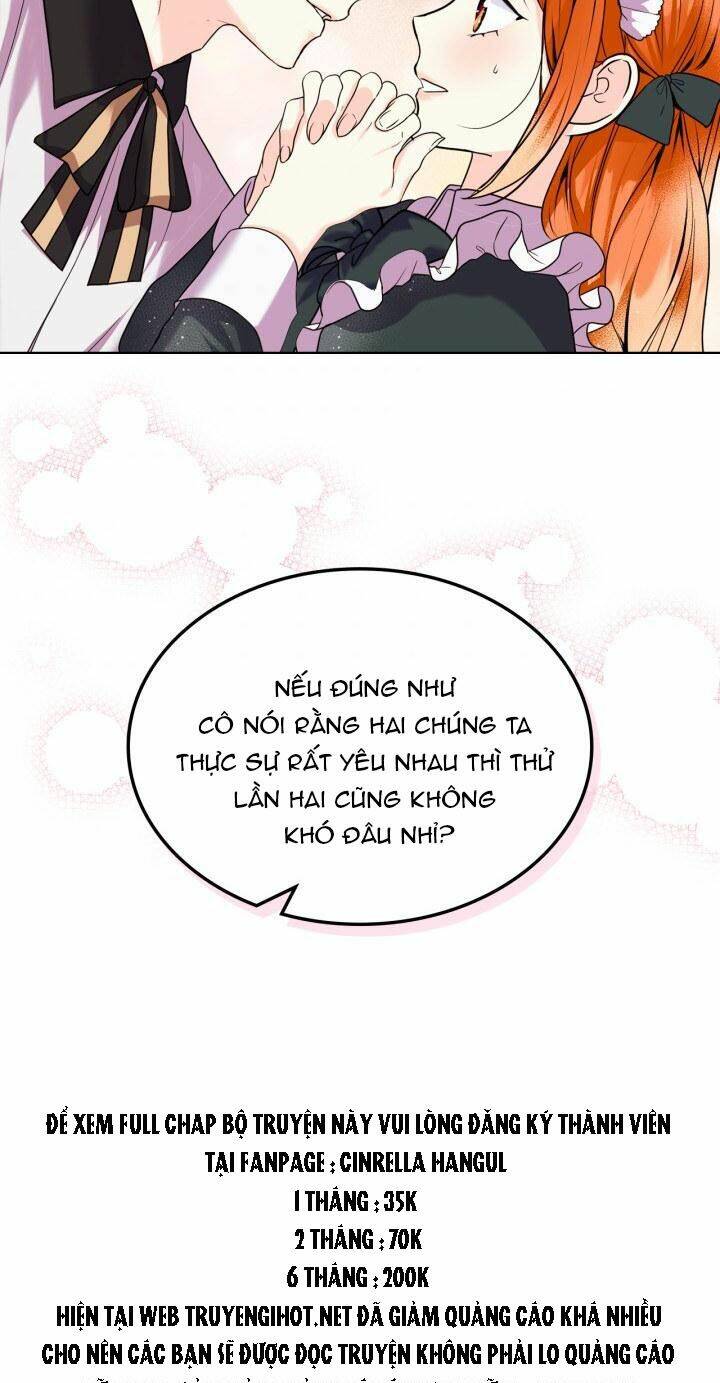 NẾU ĐÚNG NHƯ
CÔ NÓI RẰNG HAI CHÚNG TA
THỰC SỰ RẤT YÊU NHAU THÌ THỬ
LẦN HAI CŨNG KHÔNG
KHÓ ĐÂU NHỈ?
ĐỂ XEM FULL CHAP BỘ TRUYỆN NÀY VUI LÒNG ĐĂNG KÝ THÀNH VIÊN
TẠI FANPAGE : CINRELLA HANGUL
1 THÁNG : 35K
2 THÁNG : 70K
6 THÁNG : 200K
HIỆN TẠI WEB TRUYENGIHOT.NET ĐÃ GIẢM QUẢNG CÁO KHÁ NHIỀU
CHO NÊN CÁC BẠN SẼ ĐƯỢC ĐỌC TRUYỆN KHÔNG PHẢI LO QUẢNG CÁO